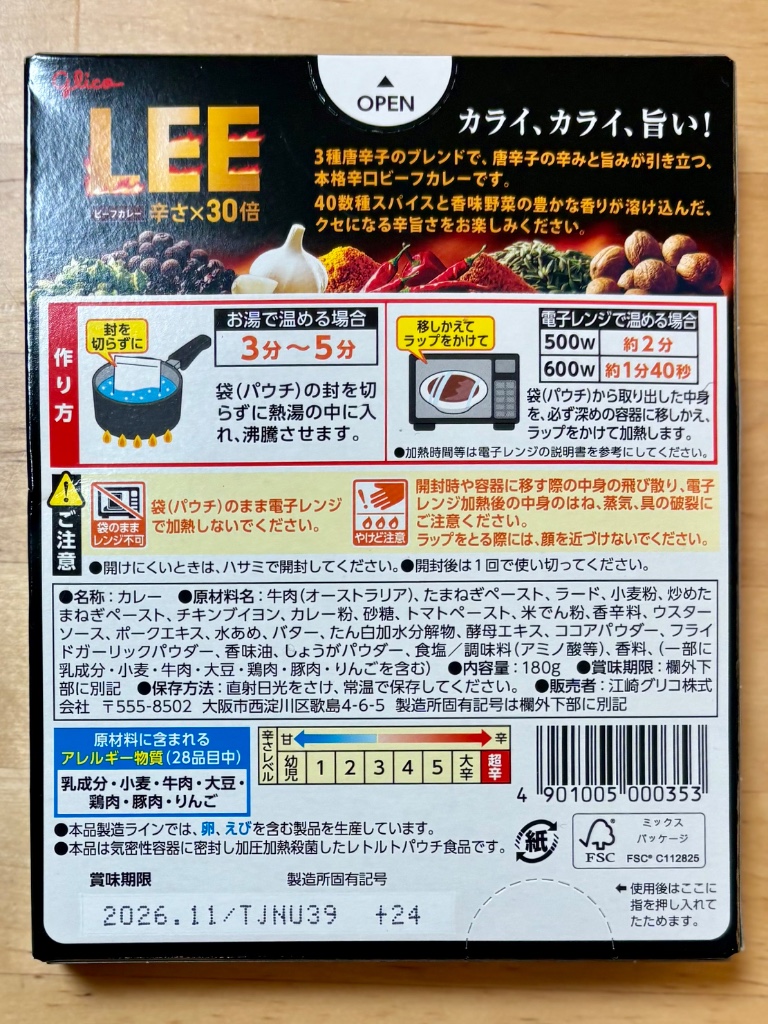 glico
▲
OPEN
LEE
ビーフカレー 辛さ×30倍
カライ、カライ、旨い!
3種唐辛子のブレンドで、唐辛子の辛みと旨みが引き立つ、
本格辛口ビーフカレーです。
40数種スパイスと香味野菜の豊かな香りが溶け込んだ、
クセになる辛旨さをお楽しみください。
作り方
封を
切らずに
お湯で温める場合
3分～5分
袋(パウチ)の封を切
らずに熱湯の中に入
れ、沸騰させます。
移しかえて
ラップをかけて
電子レンジで温める場合
500w 約2分
600w 約1分40秒
袋(パウチ)から取り出した中身
を、必ず深めの容器に移しかえ、
ラップをかけて加熱します。
●加熱時間等は電子レンジの説明書を参考にしてください。
ご注意
袋のまま
レンジ不可
袋(パウチ)のまま電子レンジ
で加熱しないでください。
やけど注意
開封時や容器に移す際の中身の飛び散り、電子
レンジ加熱後の中身のはね、蒸気、具の破裂に
ご注意ください。
ラップをとる際には、顔を近づけないでください。
●開けにくいときは、ハサミで開封してください。●開封後は1回で使い切ってください。
●名称:カレー ●原材料名:牛肉(オーストラリア)、たまねぎペースト、ラード、小麦粉、炒めた
まねぎペースト、チキンブイヨン、カレー粉、砂糖、トマトペースト、米でん粉、香辛料、ウスター
ソース、ポークエキス、水あめ、バター、たん白加水分解物、酵母エキス、ココアパウダー、フライ
ドガーリックパウダー、香味油、しょうがパウダー、食塩／調味料(アミノ酸等)、香料、(一部に
乳成分・小麦・牛肉・大豆・鶏肉・豚肉・りんごを含む) ●内容量:180g ●賞味期限:欄外下
部に別記 ●保存方法:直射日光をさけ、常温で保存してください。 ●販売者:江崎グリコ株式
会社 〒555-8502 大阪市西淀川区歌島4-6-5 製造所固有記号は欄外下部に別記
原材料に含まれる
アレルギー物質(28品目中)
乳成分・小麦・牛肉・大豆・
鶏肉・豚肉・りんご
辛さレベル
甘 辛
幼児 1 2 3 4 5 大辛 超辛
4 901005 000353
●本品製造ラインでは、卵、えびを含む製品を生産しています。
●本品は気密性容器に密封し加圧加熱殺菌したレトルトパウチ食品です。
紙
FSC
ミックス
パッケージ
FSC® C112825
賞味期限 製造所固有記号
2026.11/TJNU39 +24
←使用後はここに
指を押し入れて
たためます。